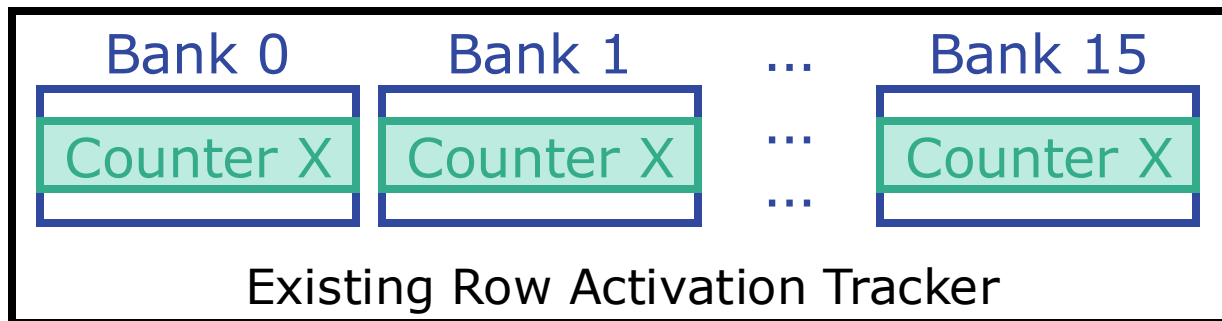 Bank 0 Bank 1 ... Bank 15
Counter X Counter X ... Counter X
...
Existing Row Activation Tracker